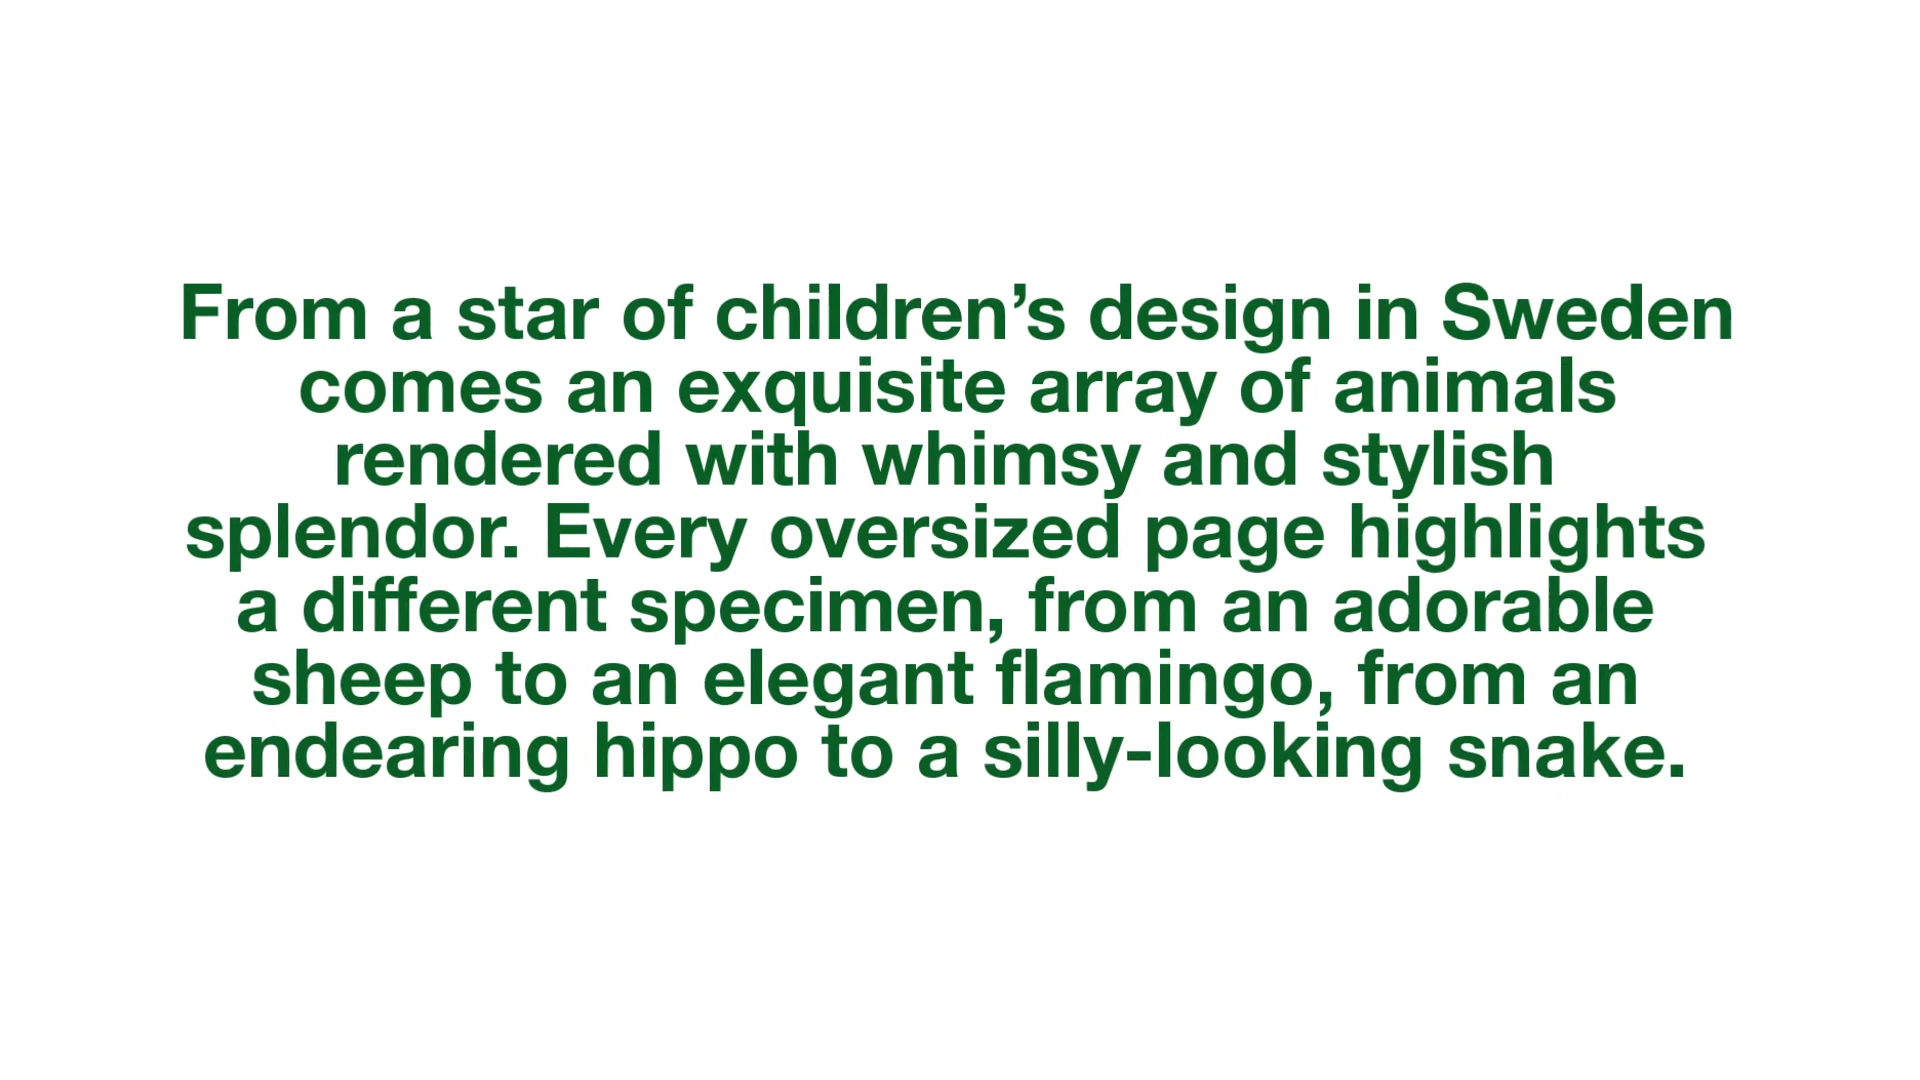 From a star of children’s design in Sweden
comes an exquisite array of animals
rendered with whimsy and stylish
splendor. Every oversized page highlights
a different specimen, from an adorable
sheep to an elegant flamingo, from an
endearing hippo to a silly-looking snake.